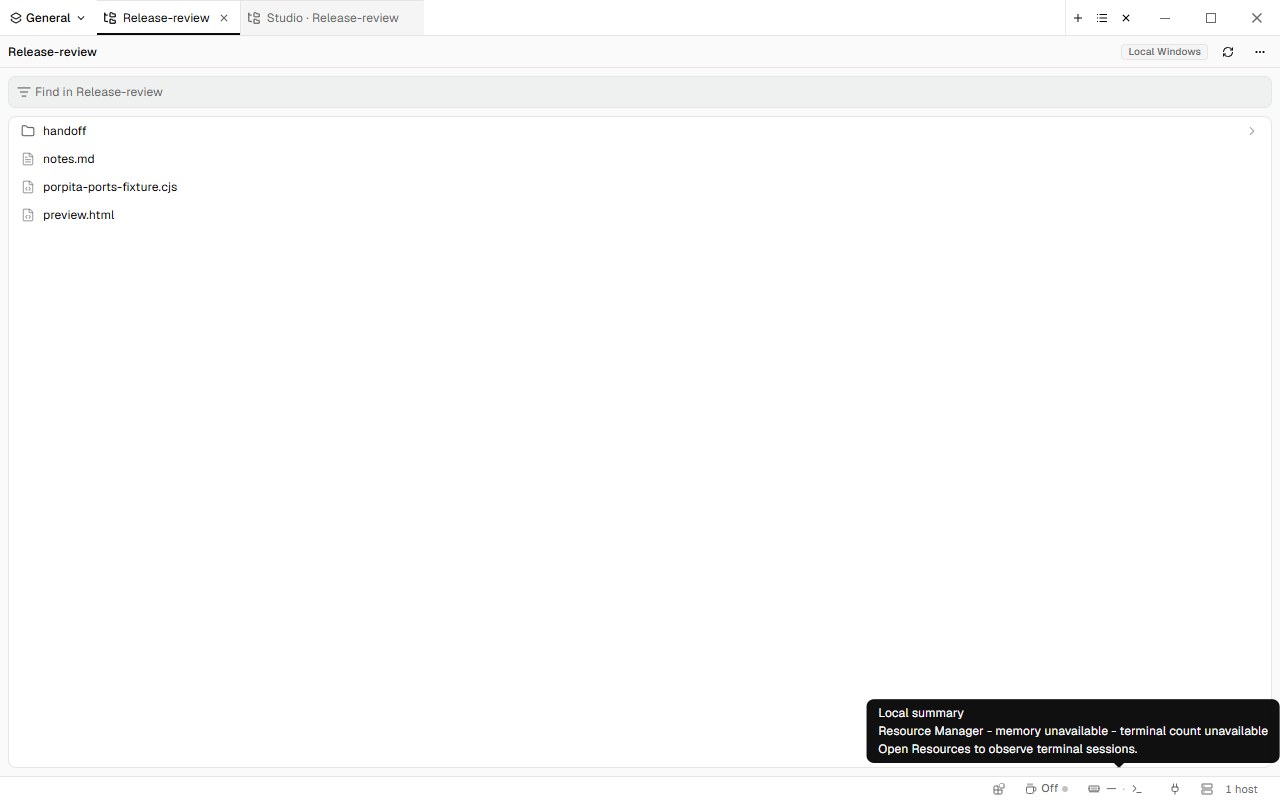 General
Release-review
Studio · Release-review
Release-review
Local Windows
Find in Release-review
handoff
notes.md
porpita-ports-fixture.cjs
preview.html
Local summary
Resource Manager - memory unavailable - terminal count unavailable
Open Resources to observe terminal sessions.
Off
— ·
1 host